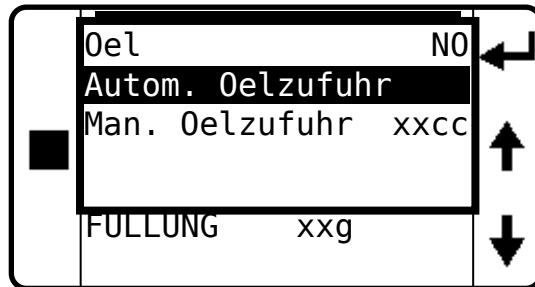 Oel NO
Autom. Oelzufuhr
Man. Oelzufuhr xxcc
FULLUNG xxg